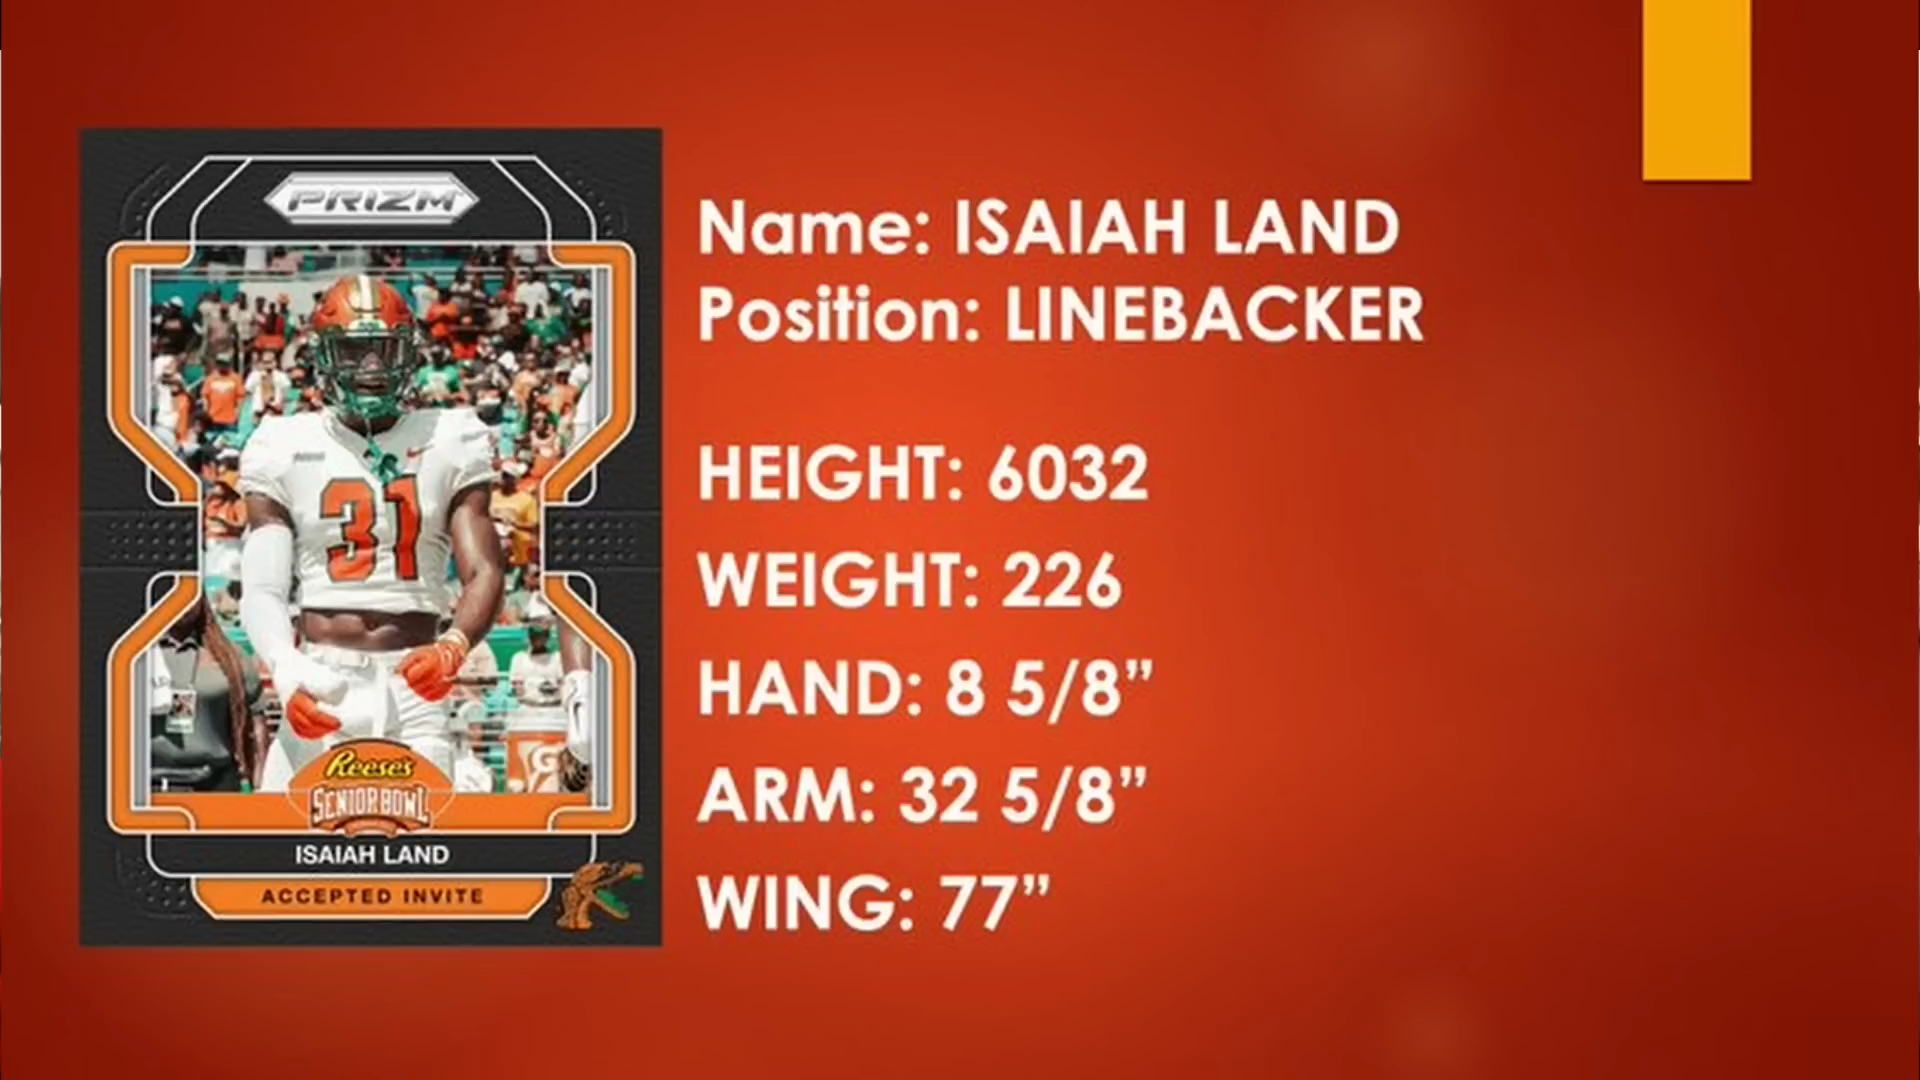 PRIZM
31
Reese's
SENIOR BOWL
ISAIAH LAND
ACCEPTED INVITE
Name: ISAIAH LAND
Position: LINEBACKER
HEIGHT: 6032
WEIGHT: 226
HAND: 8 5/8”
ARM: 32 5/8”
WING: 77”